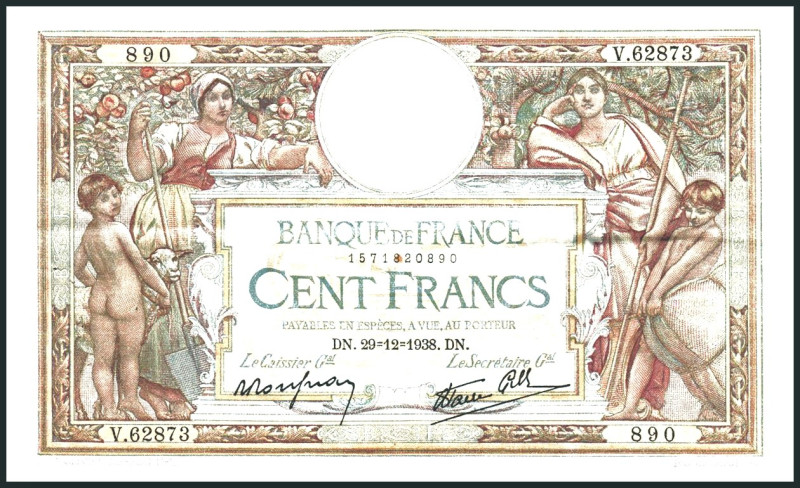 890 V.62873
BANQUE DE FRANCE
1571820890
CENT FRANCS
PAYABLES EN ESPÈCES, A VUE, AU PORTEUR
DN. 29=12=1938. DN.
Le Caissier Gal Le Secrétaire Gal
V.62873 890